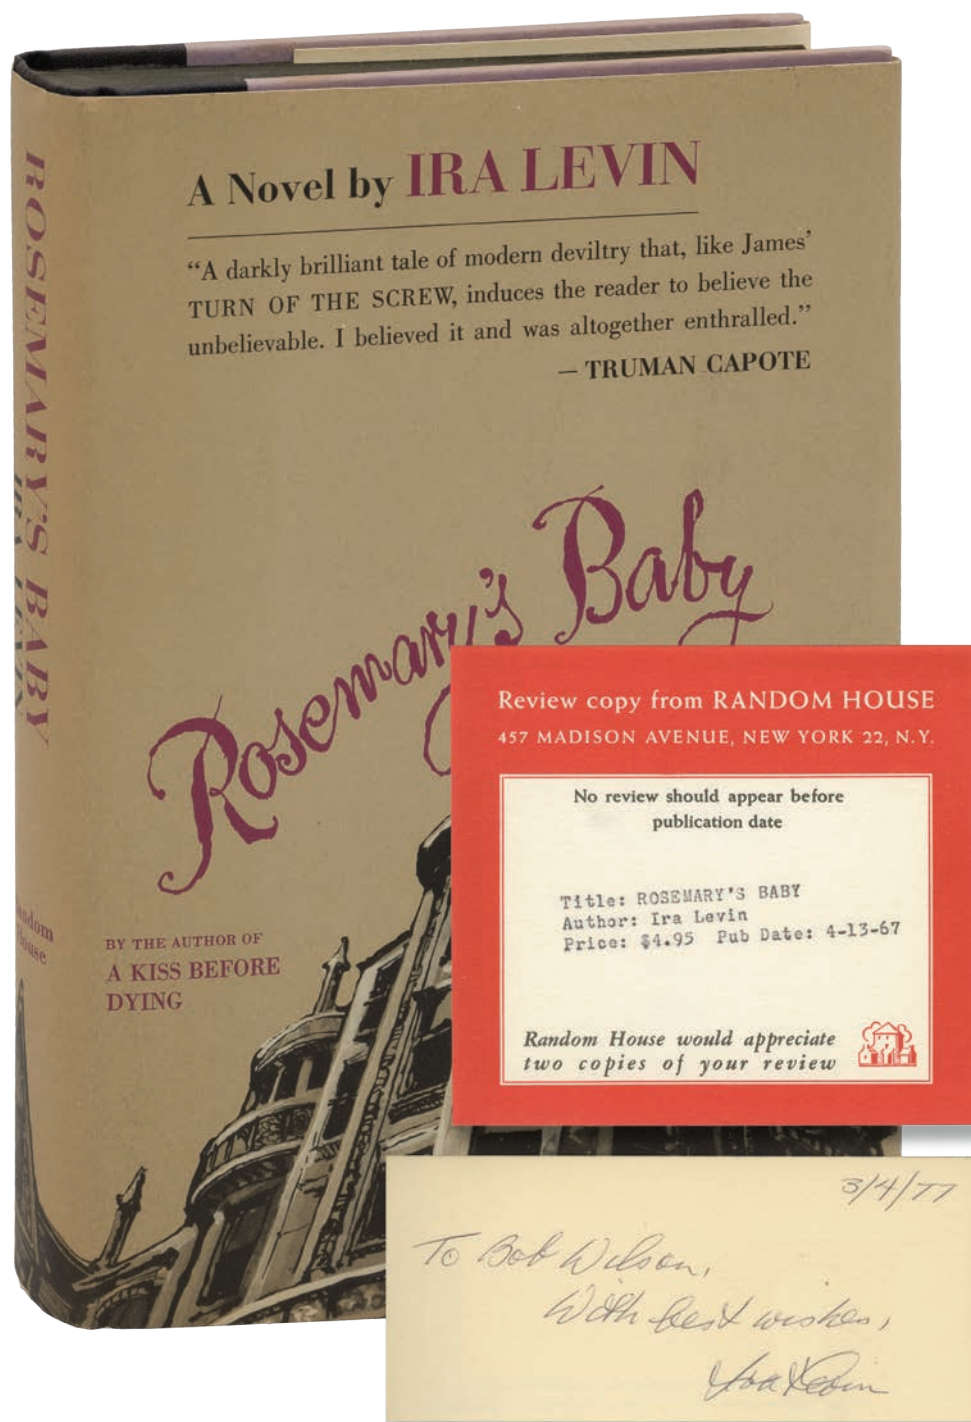 A Novel by IRA LEVIN
“A darkly brilliant tale of modern deviltry that, like James’
TURN OF THE SCREW, induces the reader to believe the
unbelievable. I believed it and was altogether enthralled.”
— TRUMAN CAPOTE
Rosemary’s Baby
BY THE AUTHOR OF
A KISS BEFORE
DYING
ROSEMARY’S BABY
IRA LEVIN
Random
House
Review copy from RANDOM HOUSE
457 MADISON AVENUE, NEW YORK 22, N.Y.
No review should appear before
publication date
Title: ROSEMARY'S BABY
Author: Ira Levin
Price: $4.95 Pub Date: 4-13-67
Random House would appreciate
two copies of your review
3/4/77
To Bob Wilson,
With best wishes,
Ira Levin